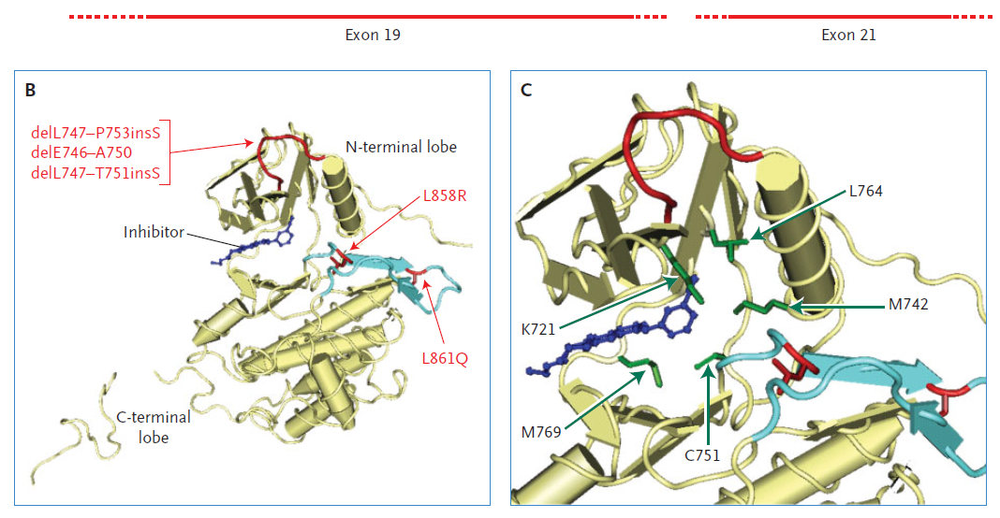 Exon 19
Exon 21
B
delL747–P753insS
delE746–A750
delL747–T751insS
N-terminal lobe
L858R
Inhibitor
L861Q
C-terminal
lobe
C
L764
M742
K721
M769
C751